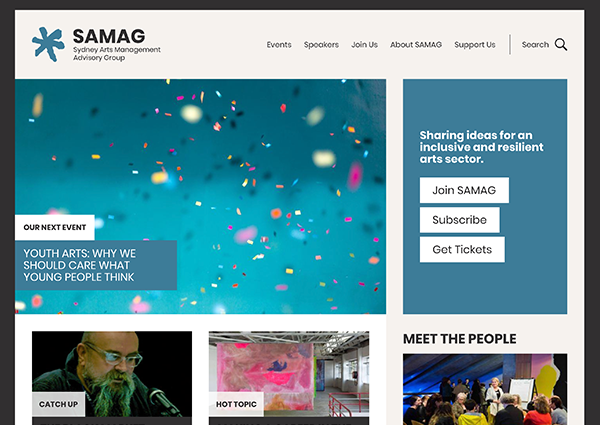 SAMAG
Sydney Arts Management
Advisory Group
Events
Speakers
Join Us
About SAMAG
Support Us
Search
OUR NEXT EVENT
YOUTH ARTS: WHY WE
SHOULD CARE WHAT
YOUNG PEOPLE THINK
Sharing ideas for an
inclusive and resilient
arts sector.
Join SAMAG
Subscribe
Get Tickets
CATCH UP
HOT TOPIC
MEET THE PEOPLE